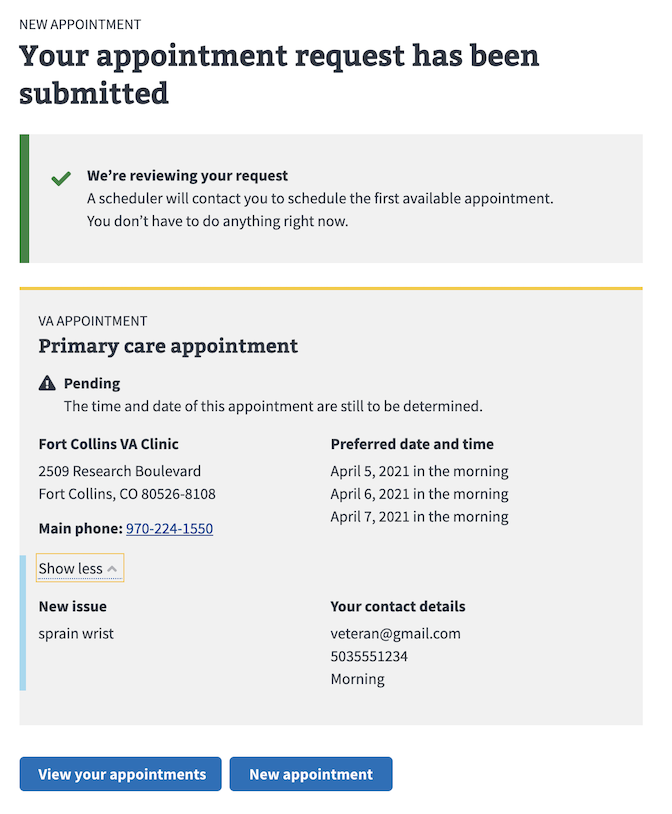 NEW APPOINTMENT
Your appointment request has been
submitted
We’re reviewing your request
A scheduler will contact you to schedule the first available appointment.
You don’t have to do anything right now.
VA APPOINTMENT
Primary care appointment
Pending
The time and date of this appointment are still to be determined.
Fort Collins VA Clinic
2509 Research Boulevard
Fort Collins, CO 80526-8108
Main phone: 970-224-1550
Preferred date and time
April 5, 2021 in the morning
April 6, 2021 in the morning
April 7, 2021 in the morning
Show less
New issue
sprain wrist
Your contact details
veteran@gmail.com
5035551234
Morning
View your appointments
New appointment